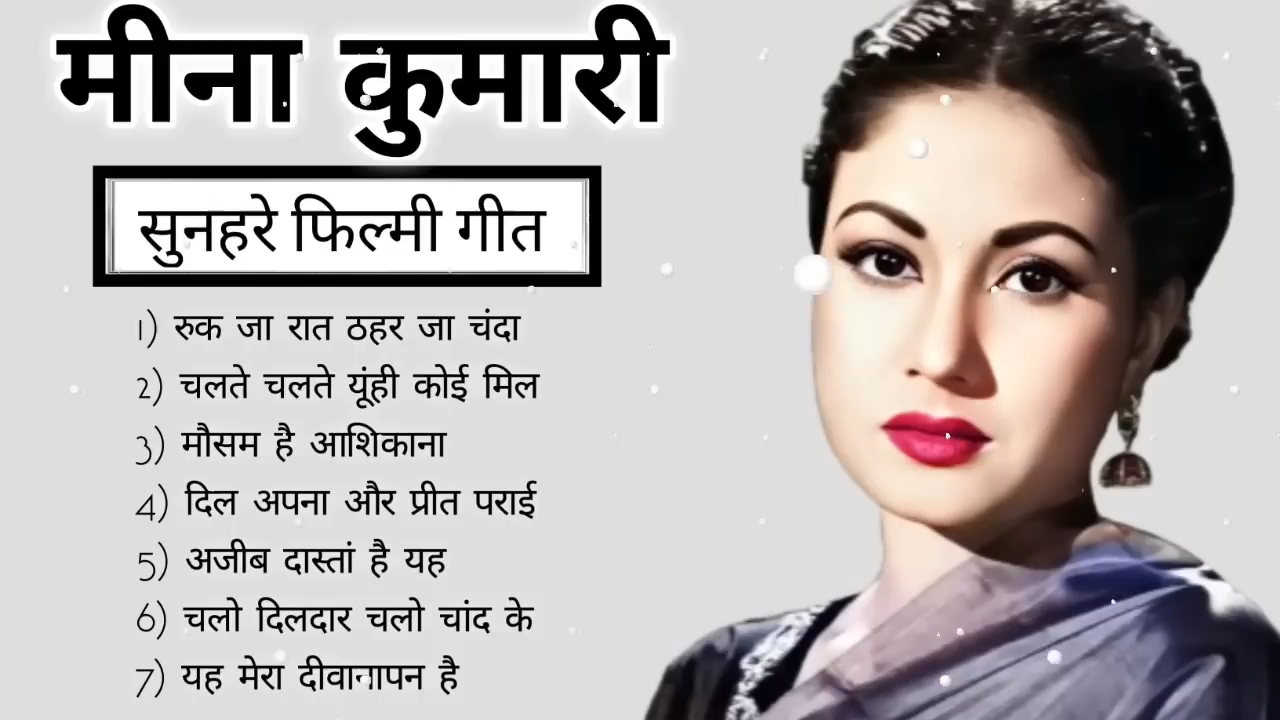 मीना कुमारी
सुनहरे फिल्मी गीत
1) रुक जा रात ठहर जा चंदा
2) चलते चलते यूंही कोई मिल
3) मौसम है आशिकाना
4) दिल अपना और प्रीत पराई
5) अजीब दास्तां है यह
6) चलो दिलदार चलो चांद के
7) यह मेरा दीवानापन है